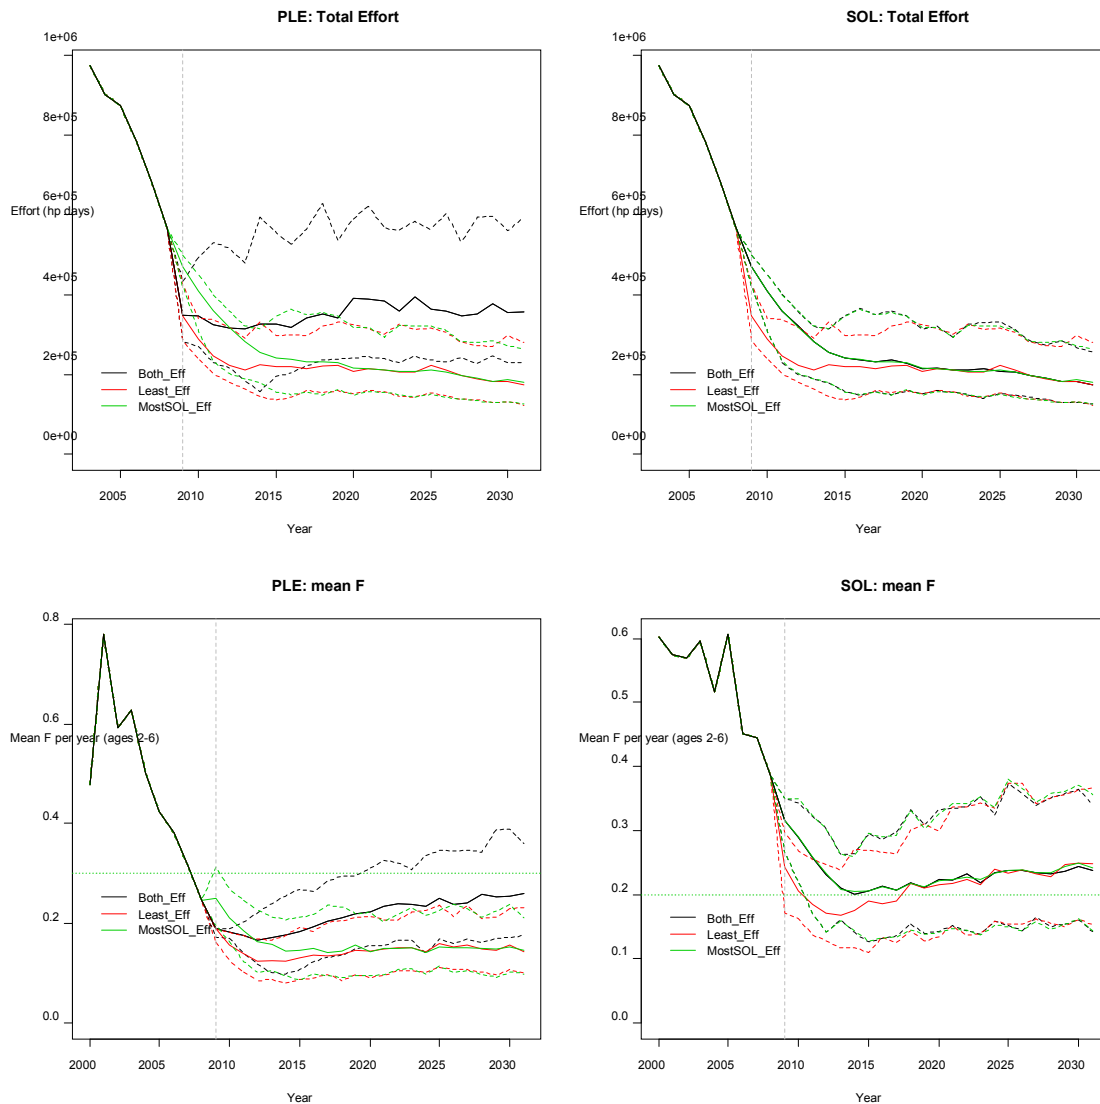 PLE: Total Effort
1e+06
8e+05
6e+05
Effort (hp days)
4e+05
2e+05
Both_Eff
Least_Eff
MostSOL_Eff
0e+00
2005 2010 2015 2020 2025 2030
Year
SOL: Total Effort
1e+06
8e+05
6e+05
Effort (hp days)
4e+05
2e+05
Both_Eff
Least_Eff
MostSOL_Eff
0e+00
2005 2010 2015 2020 2025 2030
Year
PLE: mean F
0.8
0.6
Mean F per year (ages 2-6)
0.4
0.2
Both_Eff
Least_Eff
MostSOL_Eff
0.0
2000 2005 2010 2015 2020 2025 2030
Year
SOL: mean F
0.6
0.5
Mean F per year (ages 2-6)
0.4
0.3
0.2
Both_Eff
Least_Eff
MostSOL_Eff
0.1
0.0
2000 2005 2010 2015 2020 2025 2030
Year